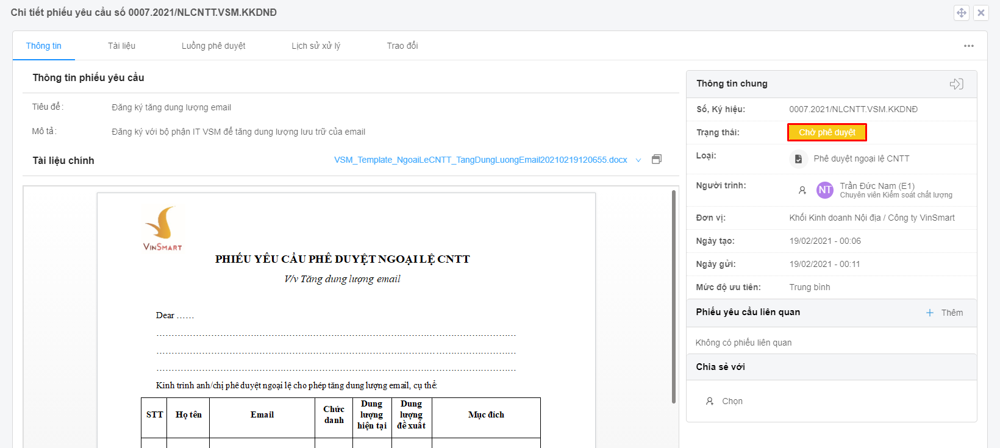 Chi tiết phiếu yêu cầu số 0007.2021/NLCNTT.VSM.KKDNĐ
Thông tin
Tài liệu
Luồng phê duyệt
Lịch sử xử lý
Trao đổi
Thông tin phiếu yêu cầu
Tiêu đề:
Đăng ký tăng dung lượng email
Mô tả:
Đăng ký với bộ phận IT VSM để tăng dung lượng lưu trữ của email
Tài liệu chính
VSM_Template_NgoaiLeCNTT_TangDungLuongEmail20210219120655.docx
VINSMART
PHIẾU YÊU CẦU PHÊ DUYỆT NGOẠI LỆ CNTT
V/v Tăng dung lượng email
Dear ……
Kinh trình anh/chị phê duyệt ngoại lệ cho phép tăng dung lượng email, cụ thể:
STT
Họ tên
Email
Chức danh
Dung lượng hiện tại
Dung lượng đề xuất
Mục đích
Thông tin chung
Số, Ký hiệu:
0007.2021/NLCNTT.VSM.KKDNĐ
Trạng thái:
Chờ phê duyệt
Loại:
Phê duyệt ngoại lệ CNTT
Người trình:
NT
Trần Đức Nam (E1)
Chuyên viên Kiểm soát chất lượng
Đơn vị:
Khối Kinh doanh Nội địa / Công ty VinSmart
Ngày tạo:
19/02/2021 - 00:06
Ngày gửi:
19/02/2021 - 00:11
Mức độ ưu tiên:
Trung bình
Phiếu yêu cầu liên quan
+ Thêm
Không có phiếu liên quan
Chia sẻ với
Chọn